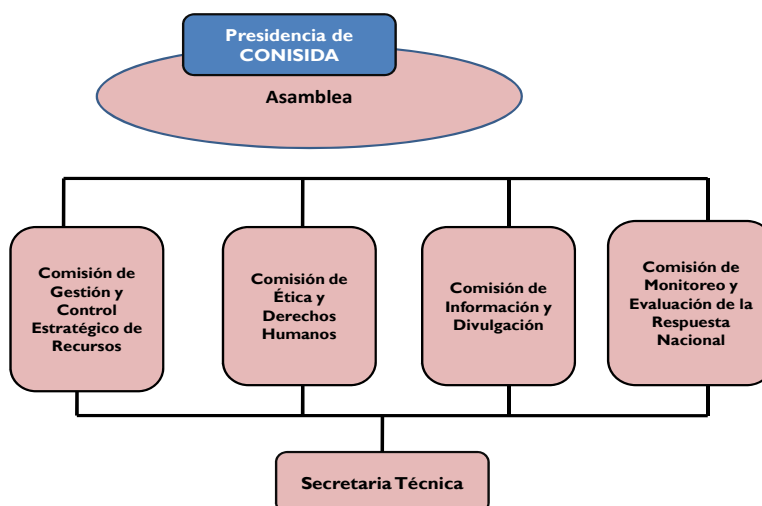 Presidencia de
CONISIDA
Asamblea
Comisión de
Gestión y
Control
Estratégico de
Recursos
Comisión de
Ética y
Derechos
Humanos
Comisión de
Información y
Divulgación
Comisión de
Monitoreo y
Evaluación de la
Respuesta
Nacional
Secretaria Técnica